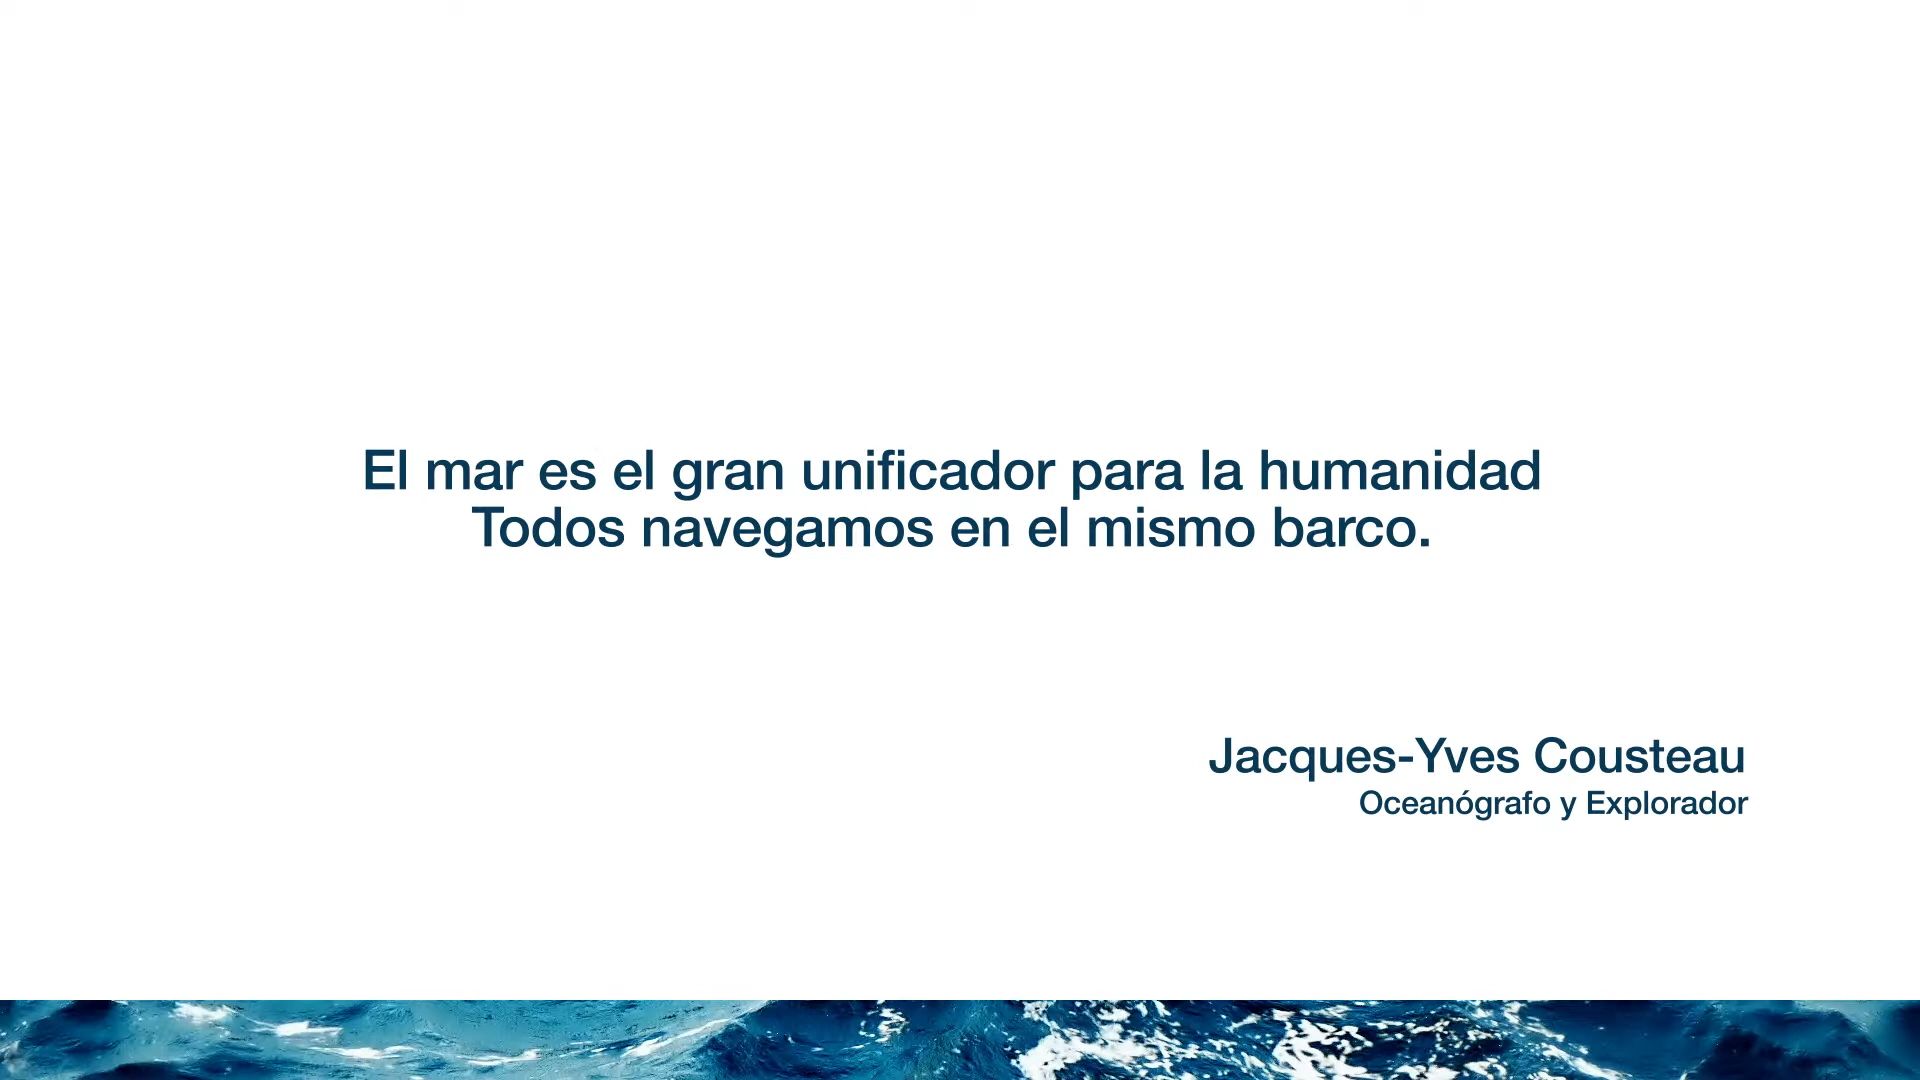 El mar es el gran unificador para la humanidad
Todos navegamos en el mismo barco.
Jacques-Yves Cousteau
Oceanógrafo y Explorador